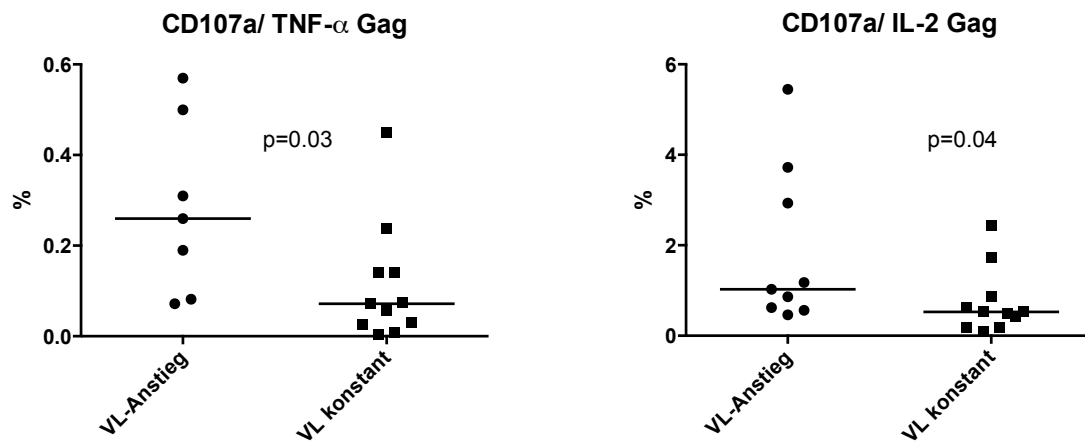 CD107a/ TNF-α Gag
0.6
0.4
0.2
0.0
%
p=0.03
VL-Anstieg
VL konstant
CD107a/ IL-2 Gag
6
4
2
0
%
p=0.04
VL-Anstieg
VL konstant